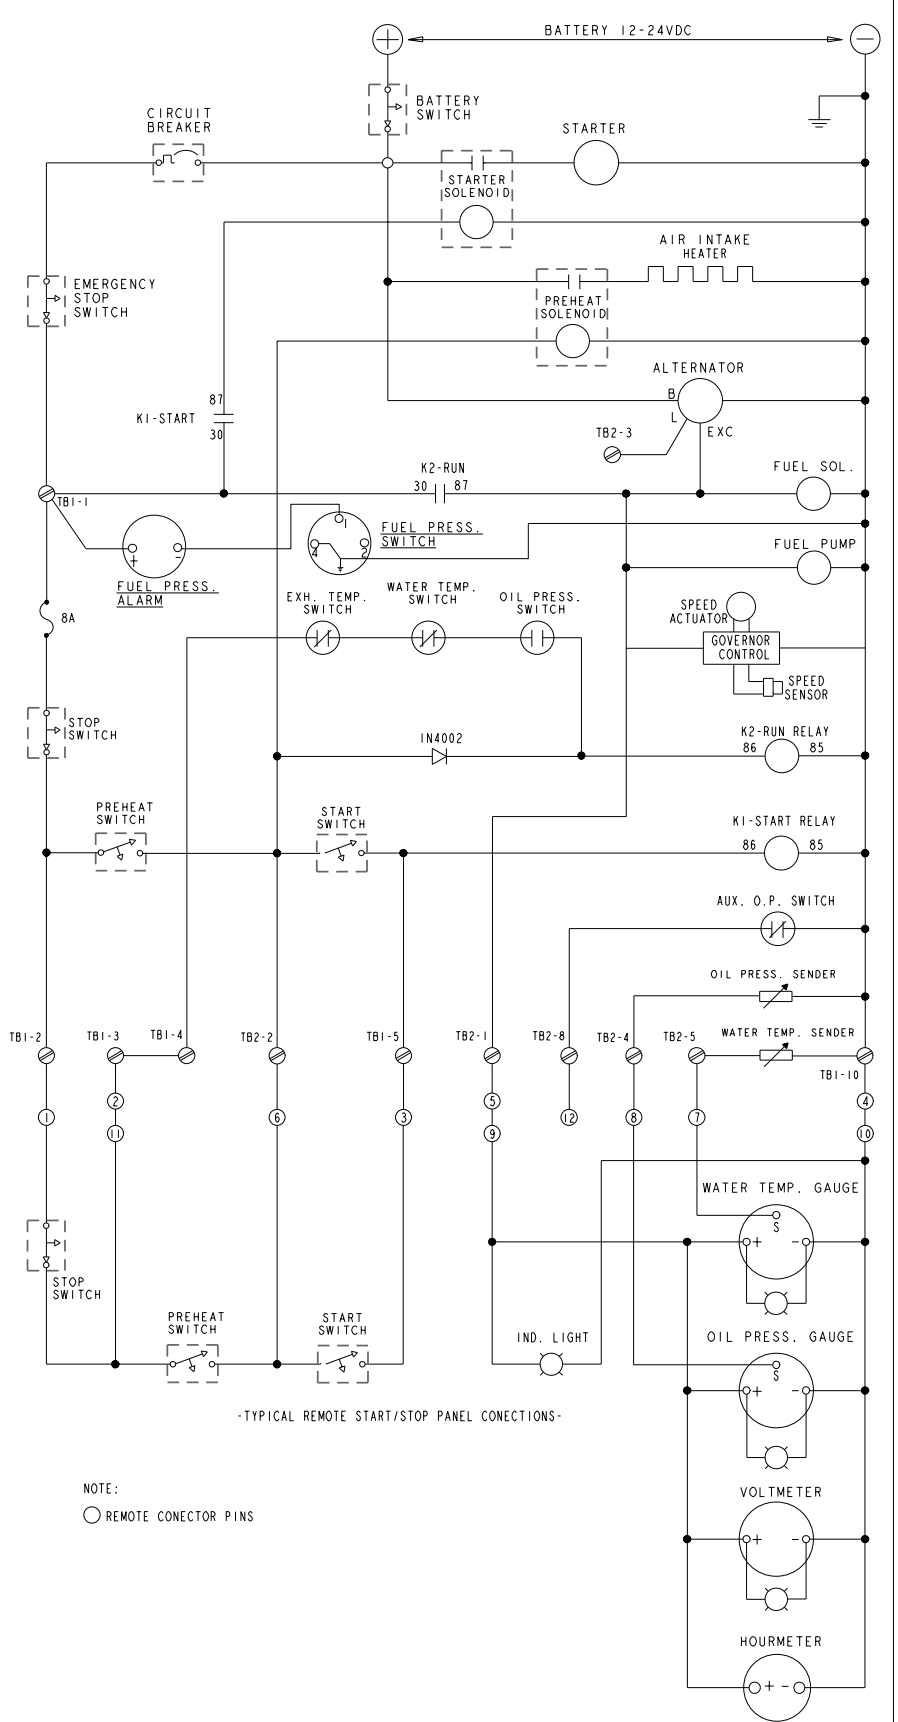 BATTERY 12-24VDC
+
−
BATTERY
SWITCH
CIRCUIT
BREAKER
STARTER
STARTER
SOLENOID
AIR INTAKE
HEATER
EMERGENCY
STOP
SWITCH
PREHEAT
SOLENOID
ALTERNATOR
87
B
K1-START
L
30
TB2-3
EXC
K2-RUN
FUEL SOL.
30
87
TB1-1
1
FUEL PRESS.
SWITCH
4
2
FUEL PUMP
+
-
FUEL PRESS.
ALARM
EXH. TEMP.
SWITCH
WATER TEMP.
SWITCH
OIL PRESS.
SWITCH
SPEED
ACTUATOR
8A
GOVERNOR
CONTROL
SPEED
SENSOR
STOP
SWITCH
1N4002
K2-RUN RELAY
86
85
PREHEAT
SWITCH
START
SWITCH
K1-START RELAY
86
85
AUX. O.P. SWITCH
OIL PRESS. SENDER
TB1-2
TB1-3
TB1-4
TB2-2
TB1-5
TB2-1
TB2-8
TB2-4
TB2-5
WATER TEMP. SENDER
TB1-10
1
2
11
6
3
5
9
12
8
7
4
10
WATER TEMP. GAUGE
S
+
-
STOP
SWITCH
PREHEAT
SWITCH
START
SWITCH
IND. LIGHT
OIL PRESS. GAUGE
S
+
-
-TYPICAL REMOTE START/STOP PANEL CONECTIONS-
NOTE:
REMOTE CONECTOR PINS
VOLTMETER
+
-
HOURMETER
+
-